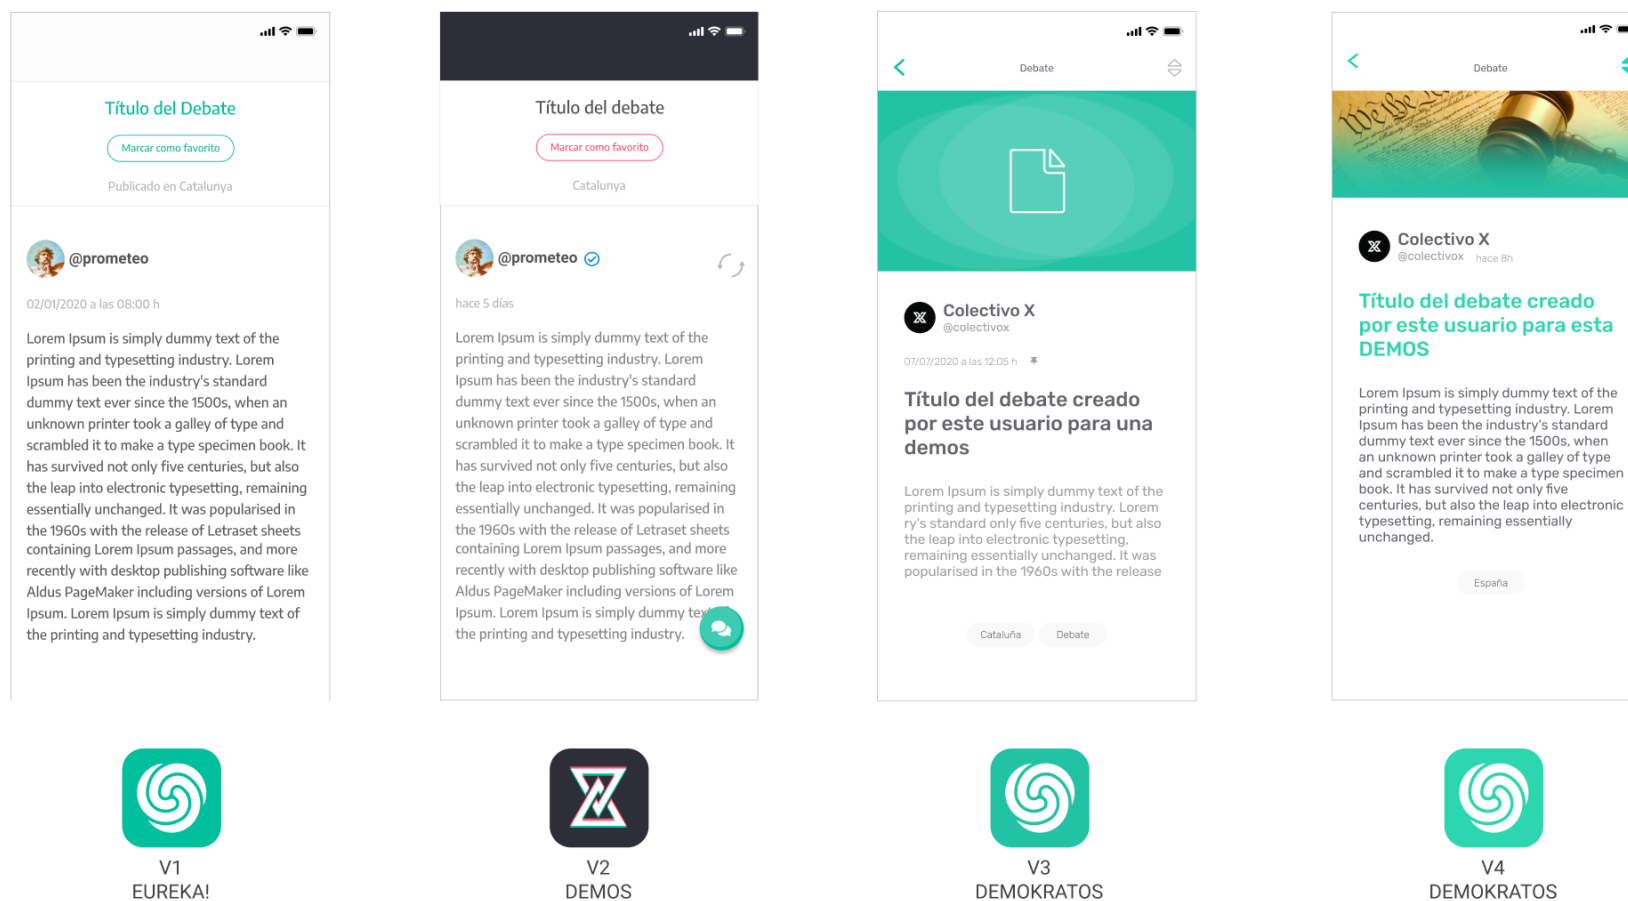 Título del Debate
Marcar como favorito
Publicado en Catalunya
@prometeo
02/01/2020 a las 08:00 h
Lorem Ipsum is simply dummy text of the
printing and typesetting industry. Lorem
Ipsum has been the industry's standard
dummy text ever since the 1500s, when an
unknown printer took a galley of type and
scrambled it to make a type specimen book. It
has survived not only five centuries, but also
the leap into electronic typesetting, remaining
essentially unchanged. It was popularised in
the 1960s with the release of Letraset sheets
containing Lorem Ipsum passages, and more
recently with desktop publishing software like
Aldus PageMaker including versions of Lorem
Ipsum. Lorem Ipsum is simply dummy text of
the printing and typesetting industry.
V1
EUREKA!
Título del debate
Marcar como favorito
Catalunya
@prometeo
hace 5 días
Lorem Ipsum is simply dummy text of the
printing and typesetting industry. Lorem
Ipsum has been the industry's standard
dummy text ever since the 1500s, when an
unknown printer took a galley of type and
scrambled it to make a type specimen book. It
has survived not only five centuries, but also
the leap into electronic typesetting, remaining
essentially unchanged. It was popularised in
the 1960s with the release of Letraset sheets
containing Lorem Ipsum passages, and more
recently with desktop publishing software like
Aldus PageMaker including versions of Lorem
Ipsum. Lorem Ipsum is simply dummy
the printing and typesetting industry.
V2
DEMOS
Debate
Colectivo X
@colectivox
07/07/2020 a las 12:05 h
Título del debate creado
por este usuario para una
demos
Lorem Ipsum is simply dummy text of the
printing and typesetting industry. Lorem
ry's standard only five centuries, but also
the leap into electronic typesetting,
remaining essentially unchanged. It was
popularised in the 1960s with the release
Cataluña
Debate
V3
DEMOKRATOS
Debate
We the
Colectivo X
@colectivox hace 8h
Título del debate creado
por este usuario para esta
DEMOS
Lorem Ipsum is simply dummy text of the
printing and typesetting industry. Lorem
Ipsum has been the industry's standard
dummy text ever since the 1500s, when
an unknown printer took a galley of type
and scrambled it to make a type specimen
book. It has survived not only five
centuries, but also the leap into electronic
typesetting, remaining essentially
unchanged.
España
V4
DEMOKRATOS